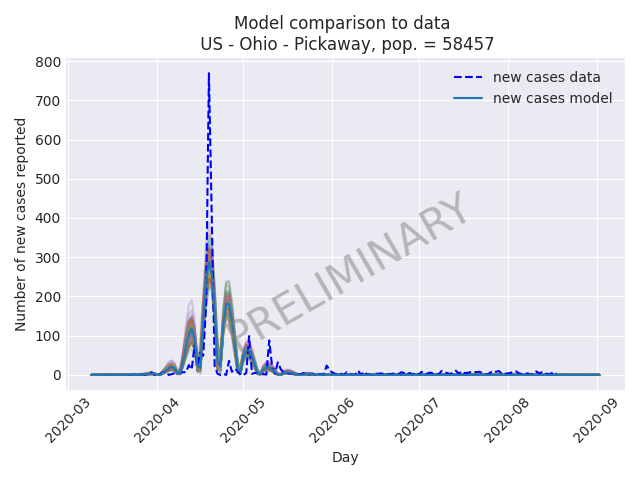 Model comparison to data
US - Ohio - Pickaway, pop. = 58457
800
700
600
500
400
300
200
100
0
Number of new cases reported
new cases data
new cases model
PRELIMINARY
2020-03
2020-04
2020-05
2020-06
2020-07
2020-08
2020-09
Day